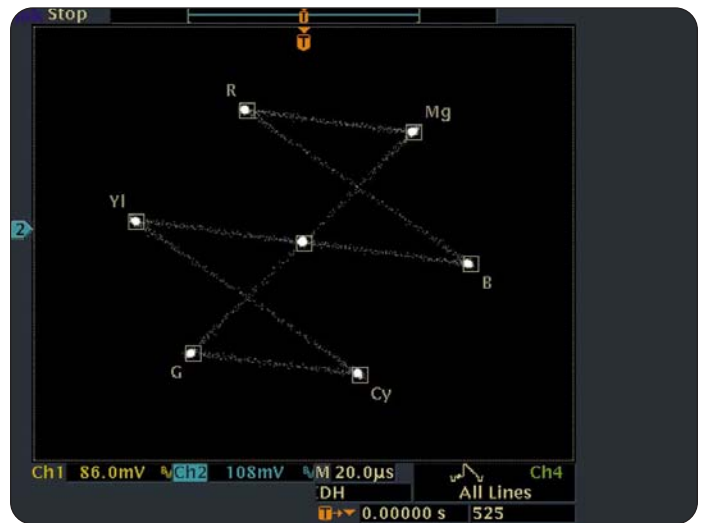 Stop
T
T
R
Mg
Yl
2
B
G
Cy
Ch1 86.0mV Ch2 108mV M 20.0µs Ch4
:DH All Lines
T 0.00000 s 525